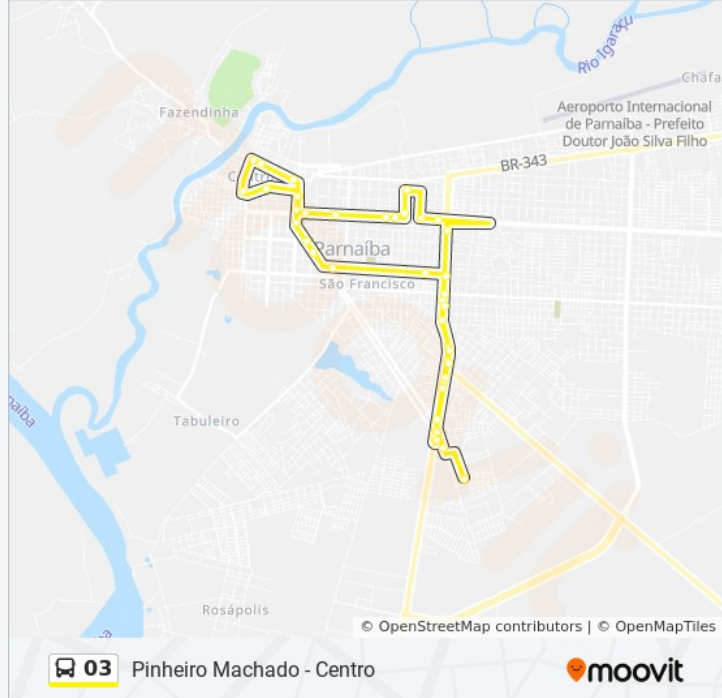 Rio Igaraçu
Chafa
Fazendinha
Aeroporto Internacional
de Parnaíba - Prefeito
Doutor João Silva Filho
BR-343
Parnaíba
São Francisco
naíba
Tabuleiro
Rosápolis
© OpenStreetMap contributors | © OpenMapTiles
03 Pinheiro Machado - Centro
moovit